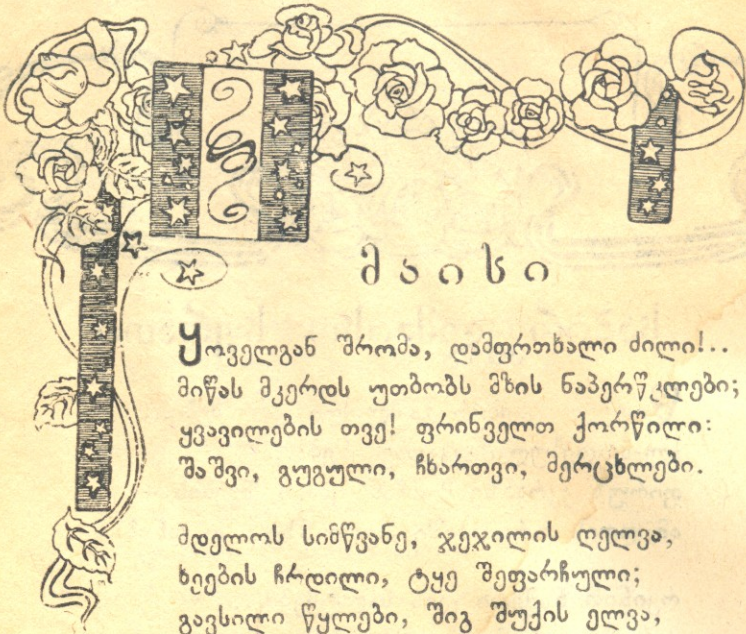 მაისი
ყოველგან შრომა, დამფრთხალი ძილი!..
მიწას მკერდს უთბობს მზის ნაპერწკლები;
ყვავილების თვე! ფრინველთ ქორწილი:
შაშვი, გუგული, ჩხართვი, მერცხლები.
მდელოს სიმწვანე, ჯეჯილის ღელვა,
ხეების ჩრდილი, ტყე შეფარჩული;
გავსილი წყლები, შიგ შუქის ელვა,